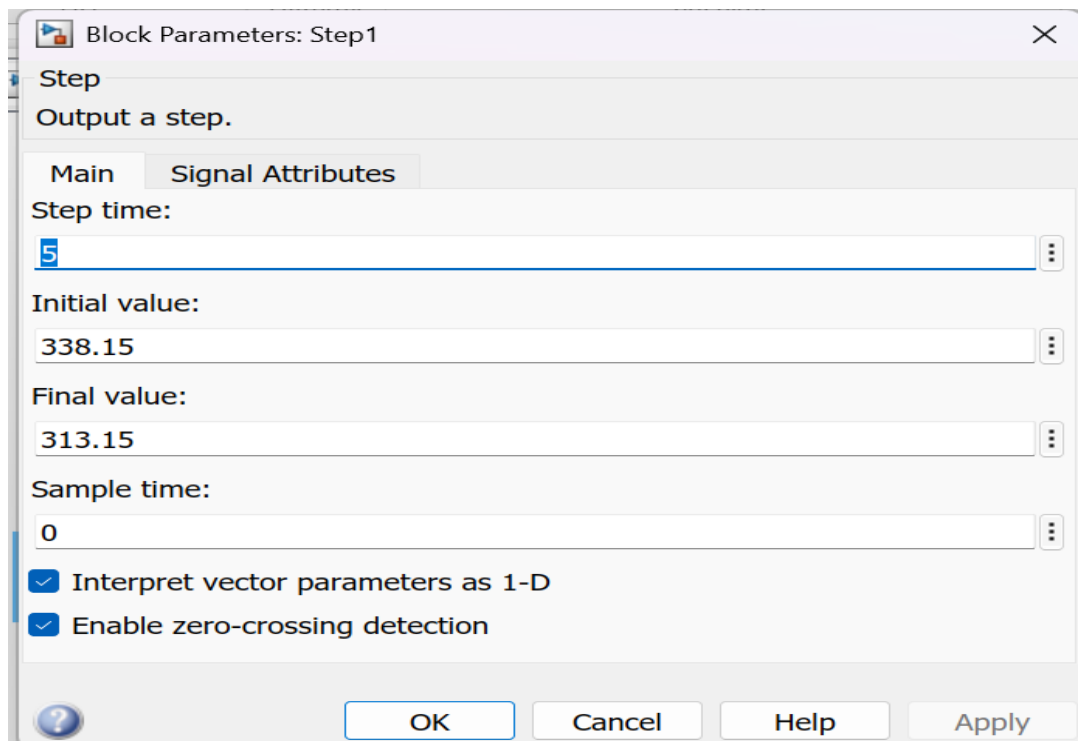 Block Parameters: Step1
Step
Output a step.
Main
Signal Attributes
Step time:
5
Initial value:
338.15
Final value:
313.15
Sample time:
0
Interpret vector parameters as 1-D
Enable zero-crossing detection
?
OK Cancel Help Apply